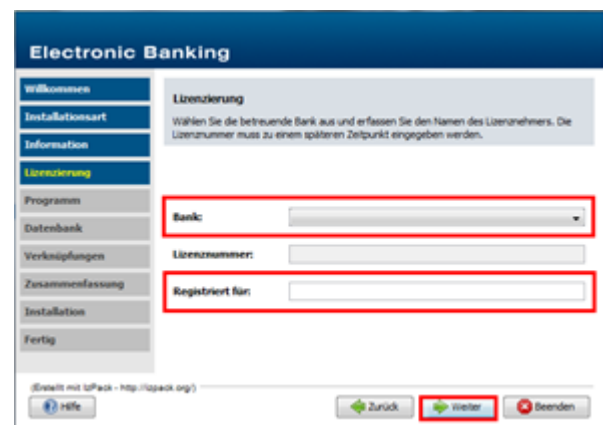 Electronic Banking
Willkommen
Installationsart
Information
Lizenzierung
Programm
Datenbank
Verknüpfungen
Zusammenfassung
Installation
Fertig
Lizenzierung
Wählen Sie die betreuende Bank aus und erfassen Sie den Namen des Lizenznehmers. Die
Lizenznummer muss zu einem späteren Zeitpunkt eingegeben werden.
Bank:
Lizenznummer:
Registriert für:
(Erstellt mit IzPack - http://izpack.org/)
Hilfe
Zurück
Weiter
Beenden